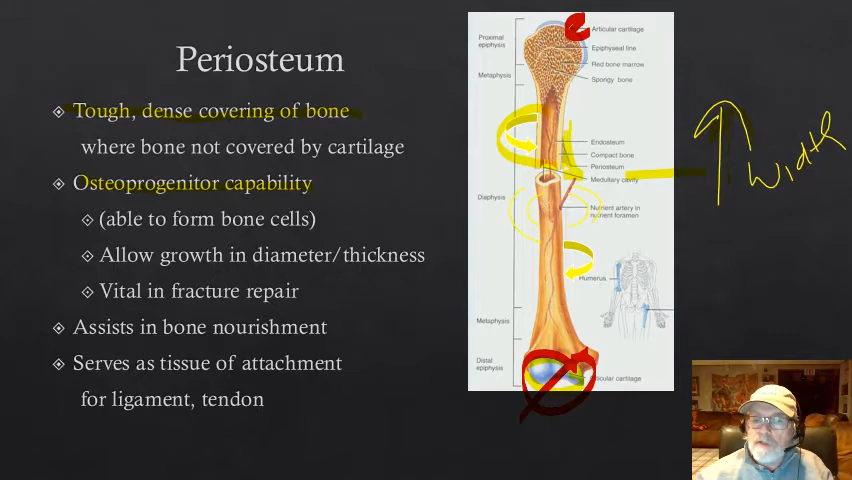 Periosteum
Tough, dense covering of bone
where bone not covered by cartilage
Osteoprogenitor capability
(able to form bone cells)
Allow growth in diameter/thickness
Vital in fracture repair
Assists in bone nourishment
Serves as tissue of attachment
for ligament, tendon
Proximal
epiphysis
Metaphysis
Diaphysis
Metaphysis
Distal
epiphysis
Articular cartilage
Epiphyseal line
Red bone marrow
Spongy bone
Endosteum
Compact bone
Periosteum
Medullary cavity
Nutrient artery in
nutrient foramen
Humerus
cartilage
Width